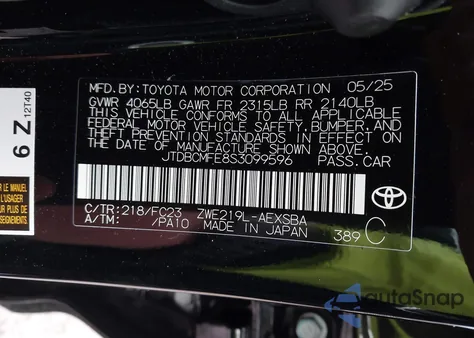 MFD. BY: TOYOTA MOTOR CORPORATION 05/25
GVWR 4065LB GAWR FR 2315LB RR 2140LB
THIS VEHICLE CONFORMS TO ALL APPLICABLE
FEDERAL MOTOR VEHICLE SAFETY, BUMPER, AND
THEFT PREVENTION STANDARDS IN EFFECT ON
THE DATE OF MANUFACTURE SHOWN ABOVE.
JTDBCMFE8S3099596 PASS.CAR
C/TR: 218/FC23 ZWE219L-AEXSBA
A/TM: /PA10 MADE IN JAPAN 389 C
6 Z 12T40
autoSnap